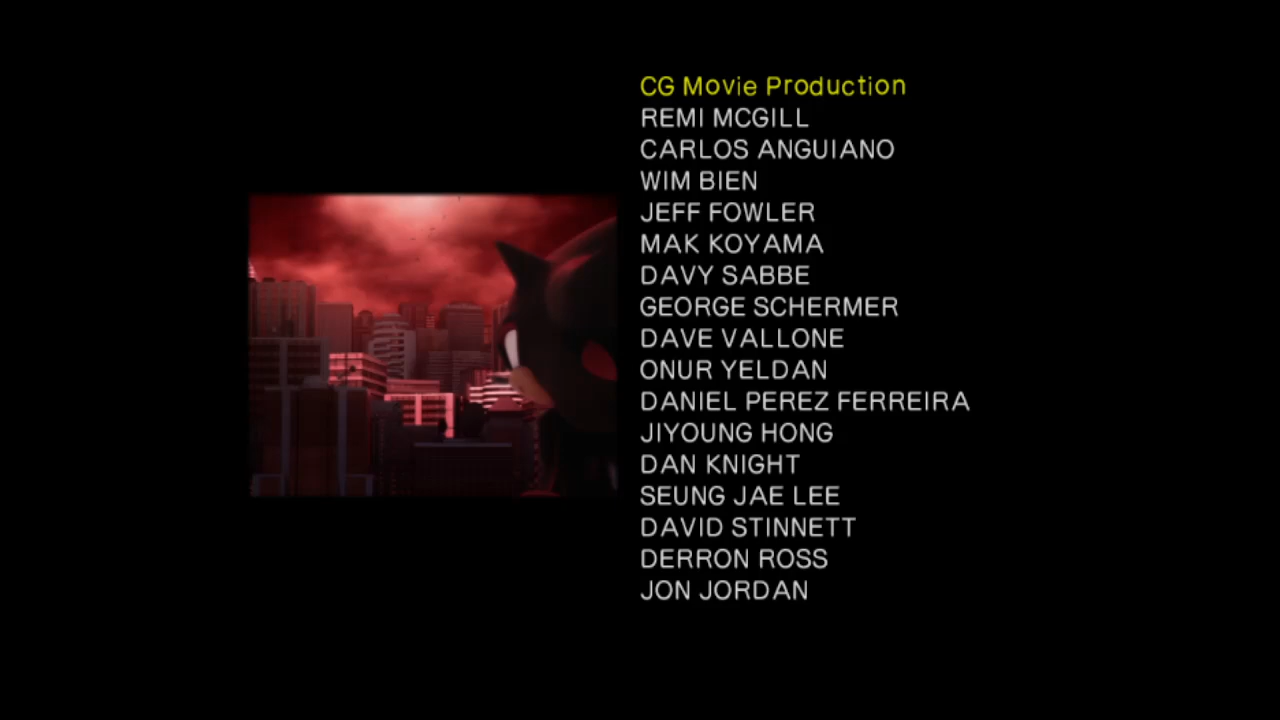 CG Movie Production
REMI MCGILL
CARLOS ANGUIANO
WIM BIEN
JEFF FOWLER
MAK KOYAMA
DAVY SABBE
GEORGE SCHERMER
DAVE VALLONE
ONUR YELDAN
DANIEL PEREZ FERREIRA
JIYOUNG HONG
DAN KNIGHT
SEUNG JAE LEE
DAVID STINNETT
DERRON ROSS
JON JORDAN